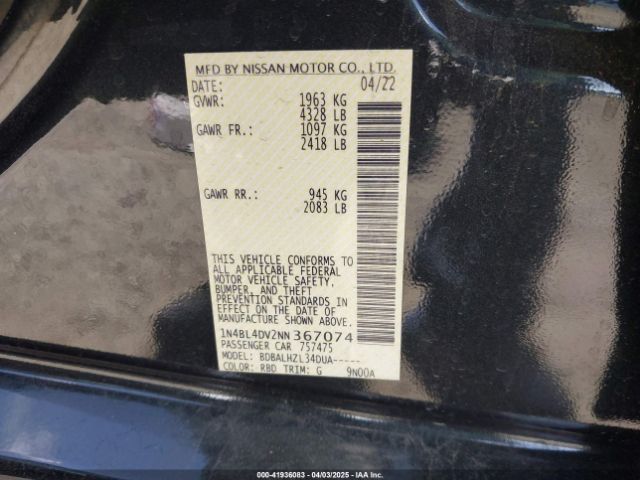 MFD BY NISSAN MOTOR CO., LTD.
DATE: 04/22
GVWR: 1963 KG
4328 LB
GAWR FR.: 1097 KG
2418 LB
GAWR RR.: 945 KG
2083 LB
THIS VEHICLE CONFORMS TO
ALL APPLICABLE FEDERAL
MOTOR VEHICLE SAFETY,
BUMPER, AND THEFT
PREVENTION STANDARDS IN
EFFECT ON THE DATE OF
MANUFACTURE SHOWN ABOVE.
1N4BL4DV2NN367074
PASSENGER CAR 757475
MODEL: BDBALHZL34DUA-----
COLOR: RBD TRIM: G 9N00A
000-41936083 - 04/03/2025 - IAA Inc.